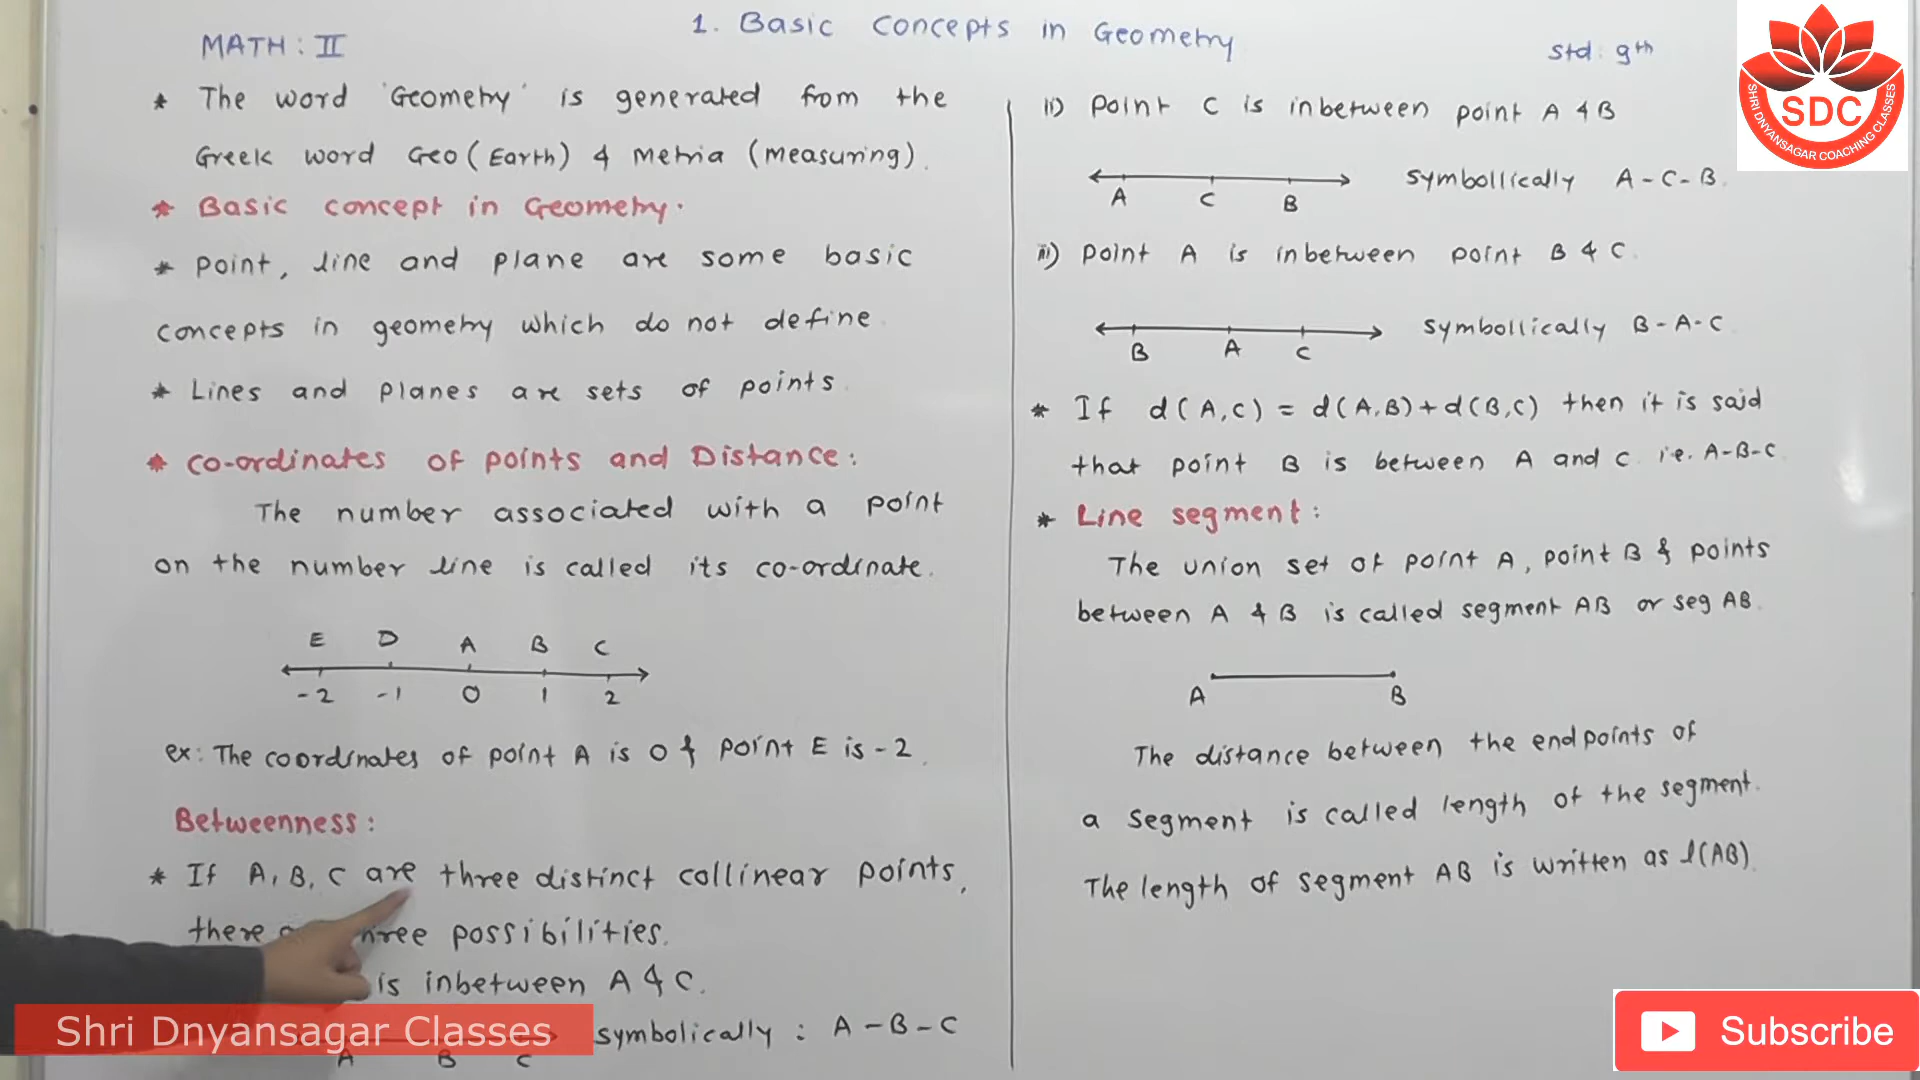 MATH : II
1. Basic Concepts in Geometry
Std : 9th
* The word 'Geometry' is generated from the
Greek word Geo (Earth) & Metria (measuring).
* Basic concept in Geometry.
* Point, line and plane are some basic
concepts in geometry which do not define
* Lines and planes are sets of points.
* Co-ordinates of points and Distance :
The number associated with a point
on the number line is called its co-ordinate.
E D A B C
-2 -1 0 1 2
ex: The coordinates of point A is 0 & point E is -2.
Betweenness :
* If A, B, C are three distinct collinear points,
there three possibilities.
is inbetween A & C.
symbolically : A - B - C
A B C
ii) Point C is inbetween point A & B
A C B
symbollically A - C - B.
iii) Point A is inbetween point B & C.
B A C
symbollically B - A - C
* If d(A,C) = d(A,B) + d(B,C) then it is said
that point B is between A and C i.e. A-B-C
* Line segment :
The union set of point A, point B & points
between A & B is called segment AB or seg AB.
A B
The distance between the endpoints of
a segment is called length of the segment.
The length of segment AB is written as l(AB).
SDC
SHRI DNYANSAGAR COACHING CLASSES
Shri Dnyansagar Classes
Subscribe